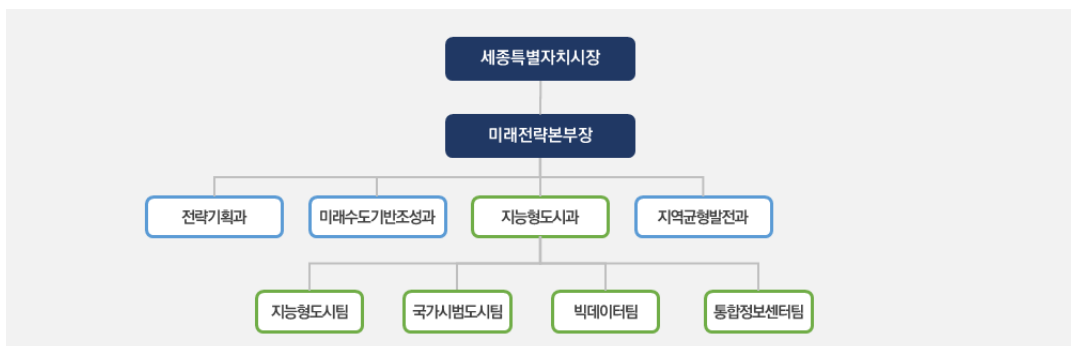 세종특별자치시장
미래전략본부장
전략기획과 미래수도기반조성과 지능형도시과 지역균형발전과
지능형도시팀 국가시범도시팀 빅데이터팀 통합정보센터팀